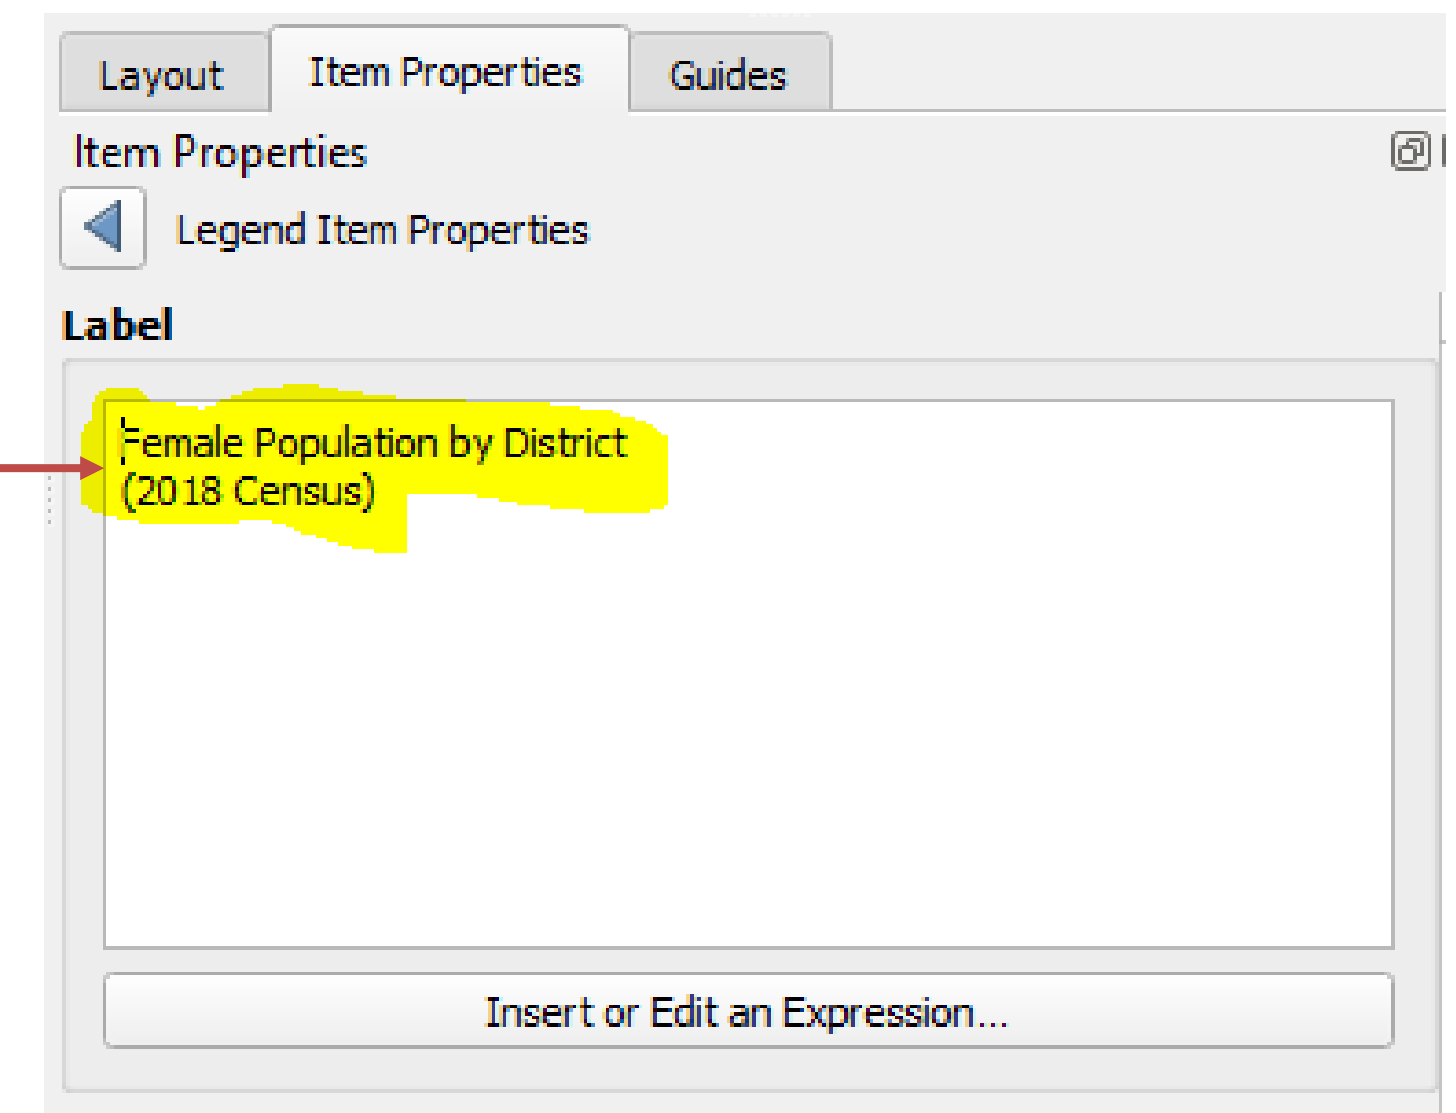 Layout Item Properties Guides
Item Properties
Legend Item Properties
Label
Female Population by District
(2018 Census)
Insert or Edit an Expression...